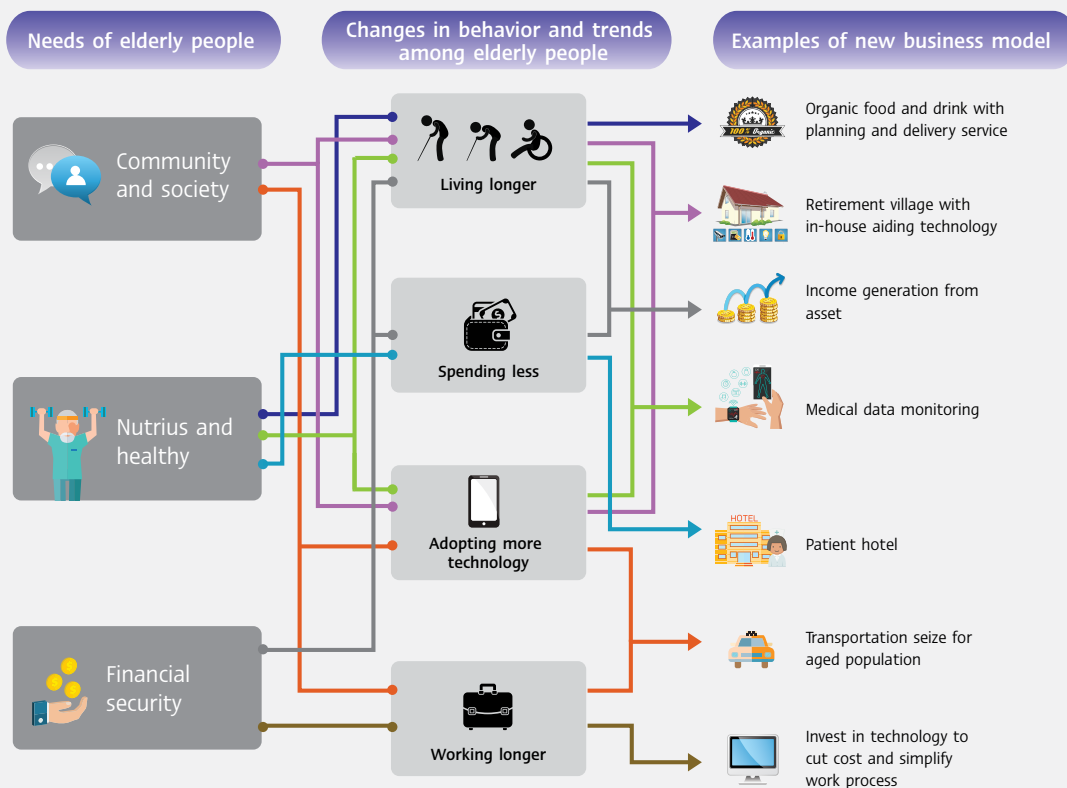 Needs of elderly people
Changes in behavior and trends
among elderly people
Examples of new business model
Community
and society
Nutrius and
healthy
Financial
security
Living longer
Spending less
Adopting more
technology
Working longer
100% Organic
Organic food and drink with
planning and delivery service
Retirement village with
in-house aiding technology
Income generation from
asset
Medical data monitoring
HOTEL
Patient hotel
Transportation seize for
aged population
Invest in technology to
cut cost and simplify
work process